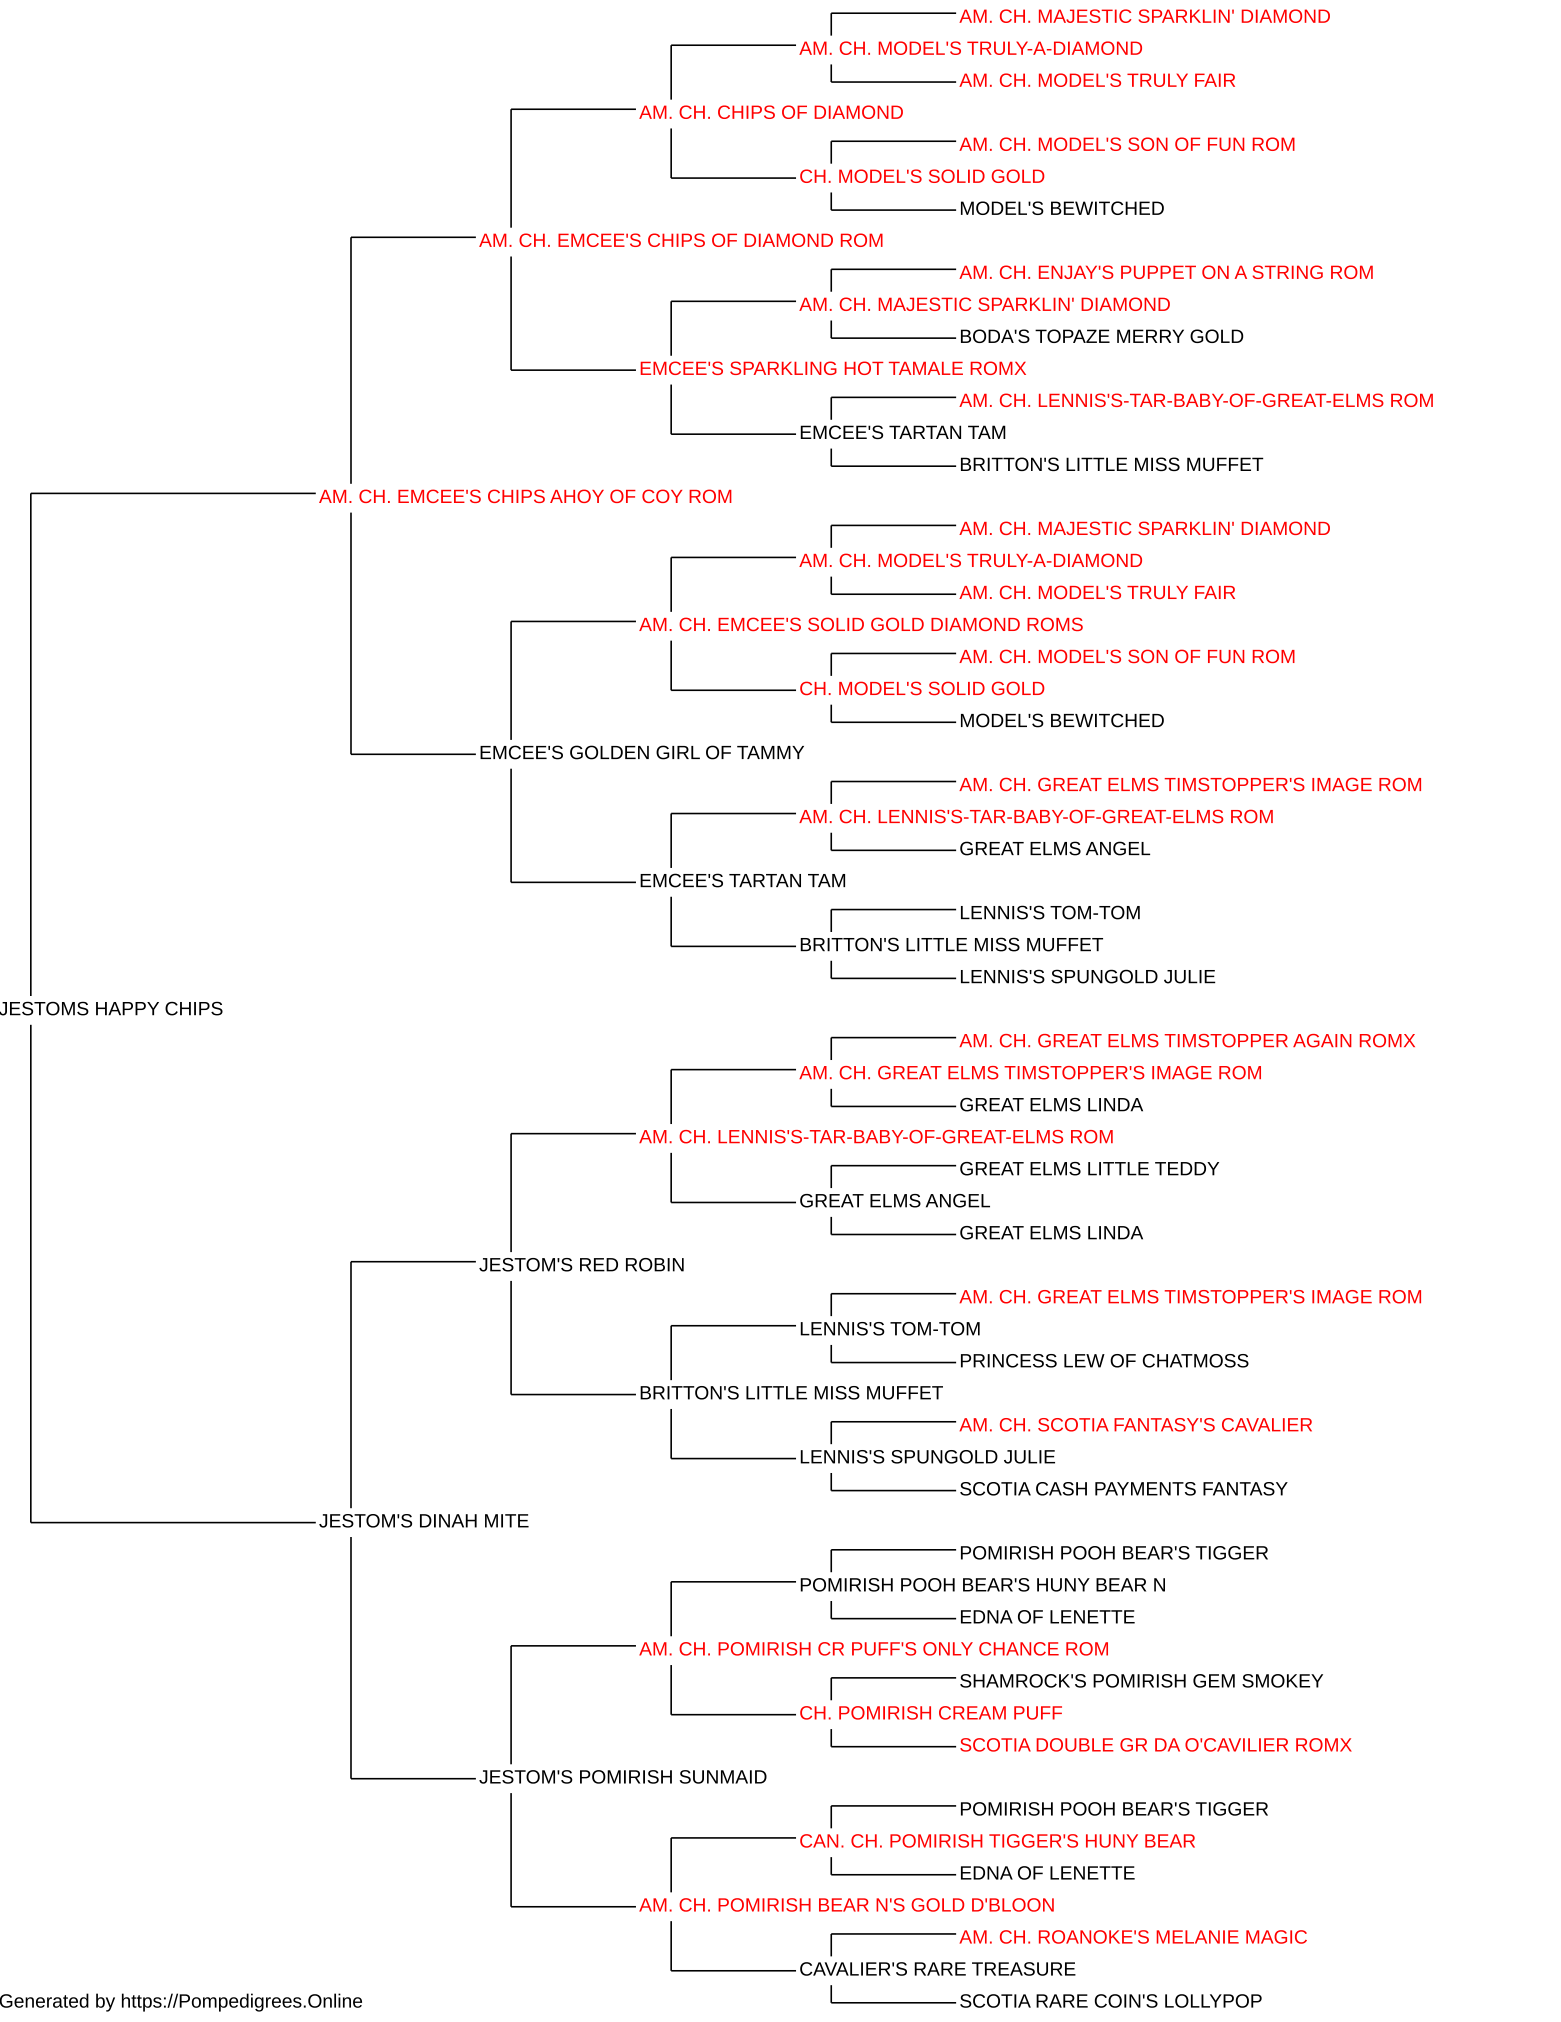 AM. CH. MAJESTIC SPARKLIN' DIAMOND
AM. CH. MODEL'S TRULY-A-DIAMOND
AM. CH. MODEL'S TRULY FAIR
AM. CH. CHIPS OF DIAMOND
AM. CH. MODEL'S SON OF FUN ROM
CH. MODEL'S SOLID GOLD
MODEL'S BEWITCHED
AM. CH. EMCEE'S CHIPS OF DIAMOND ROM
AM. CH. ENJAY'S PUPPET ON A STRING ROM
AM. CH. MAJESTIC SPARKLIN' DIAMOND
BODA'S TOPAZE MERRY GOLD
EMCEE'S SPARKLING HOT TAMALE ROMX
AM. CH. LENNIS'S-TAR-BABY-OF-GREAT-ELMS ROM
EMCEE'S TARTAN TAM
BRITTON'S LITTLE MISS MUFFET
AM. CH. EMCEE'S CHIPS AHOY OF COY ROM
AM. CH. MAJESTIC SPARKLIN' DIAMOND
AM. CH. MODEL'S TRULY-A-DIAMOND
AM. CH. MODEL'S TRULY FAIR
AM. CH. EMCEE'S SOLID GOLD DIAMOND ROMS
AM. CH. MODEL'S SON OF FUN ROM
CH. MODEL'S SOLID GOLD
MODEL'S BEWITCHED
EMCEE'S GOLDEN GIRL OF TAMMY
AM. CH. GREAT ELMS TIMSTOPPER'S IMAGE ROM
AM. CH. LENNIS'S-TAR-BABY-OF-GREAT-ELMS ROM
GREAT ELMS ANGEL
EMCEE'S TARTAN TAM
LENNIS'S TOM-TOM
BRITTON'S LITTLE MISS MUFFET
LENNIS'S SPUNGOLD JULIE
JESTOMS HAPPY CHIPS
AM. CH. GREAT ELMS TIMSTOPPER AGAIN ROMX
AM. CH. GREAT ELMS TIMSTOPPER'S IMAGE ROM
GREAT ELMS LINDA
AM. CH. LENNIS'S-TAR-BABY-OF-GREAT-ELMS ROM
GREAT ELMS LITTLE TEDDY
GREAT ELMS ANGEL
GREAT ELMS LINDA
JESTOM'S RED ROBIN
AM. CH. GREAT ELMS TIMSTOPPER'S IMAGE ROM
LENNIS'S TOM-TOM
PRINCESS LEW OF CHATMOSS
BRITTON'S LITTLE MISS MUFFET
AM. CH. SCOTIA FANTASY'S CAVALIER
LENNIS'S SPUNGOLD JULIE
SCOTIA CASH PAYMENTS FANTASY
JESTOM'S DINAH MITE
POMIRISH POOH BEAR'S TIGGER
POMIRISH POOH BEAR'S HUNY BEAR N
EDNA OF LENETTE
AM. CH. POMIRISH CR PUFF'S ONLY CHANCE ROM
SHAMROCK'S POMIRISH GEM SMOKEY
CH. POMIRISH CREAM PUFF
SCOTIA DOUBLE GR DA O'CAVILIER ROMX
JESTOM'S POMIRISH SUNMAID
POMIRISH POOH BEAR'S TIGGER
CAN. CH. POMIRISH TIGGER'S HUNY BEAR
EDNA OF LENETTE
AM. CH. POMIRISH BEAR N'S GOLD D'BLOON
AM. CH. ROANOKE'S MELANIE MAGIC
CAVALIER'S RARE TREASURE
SCOTIA RARE COIN'S LOLLYPOP
Generated by https://Pompedigrees.Online